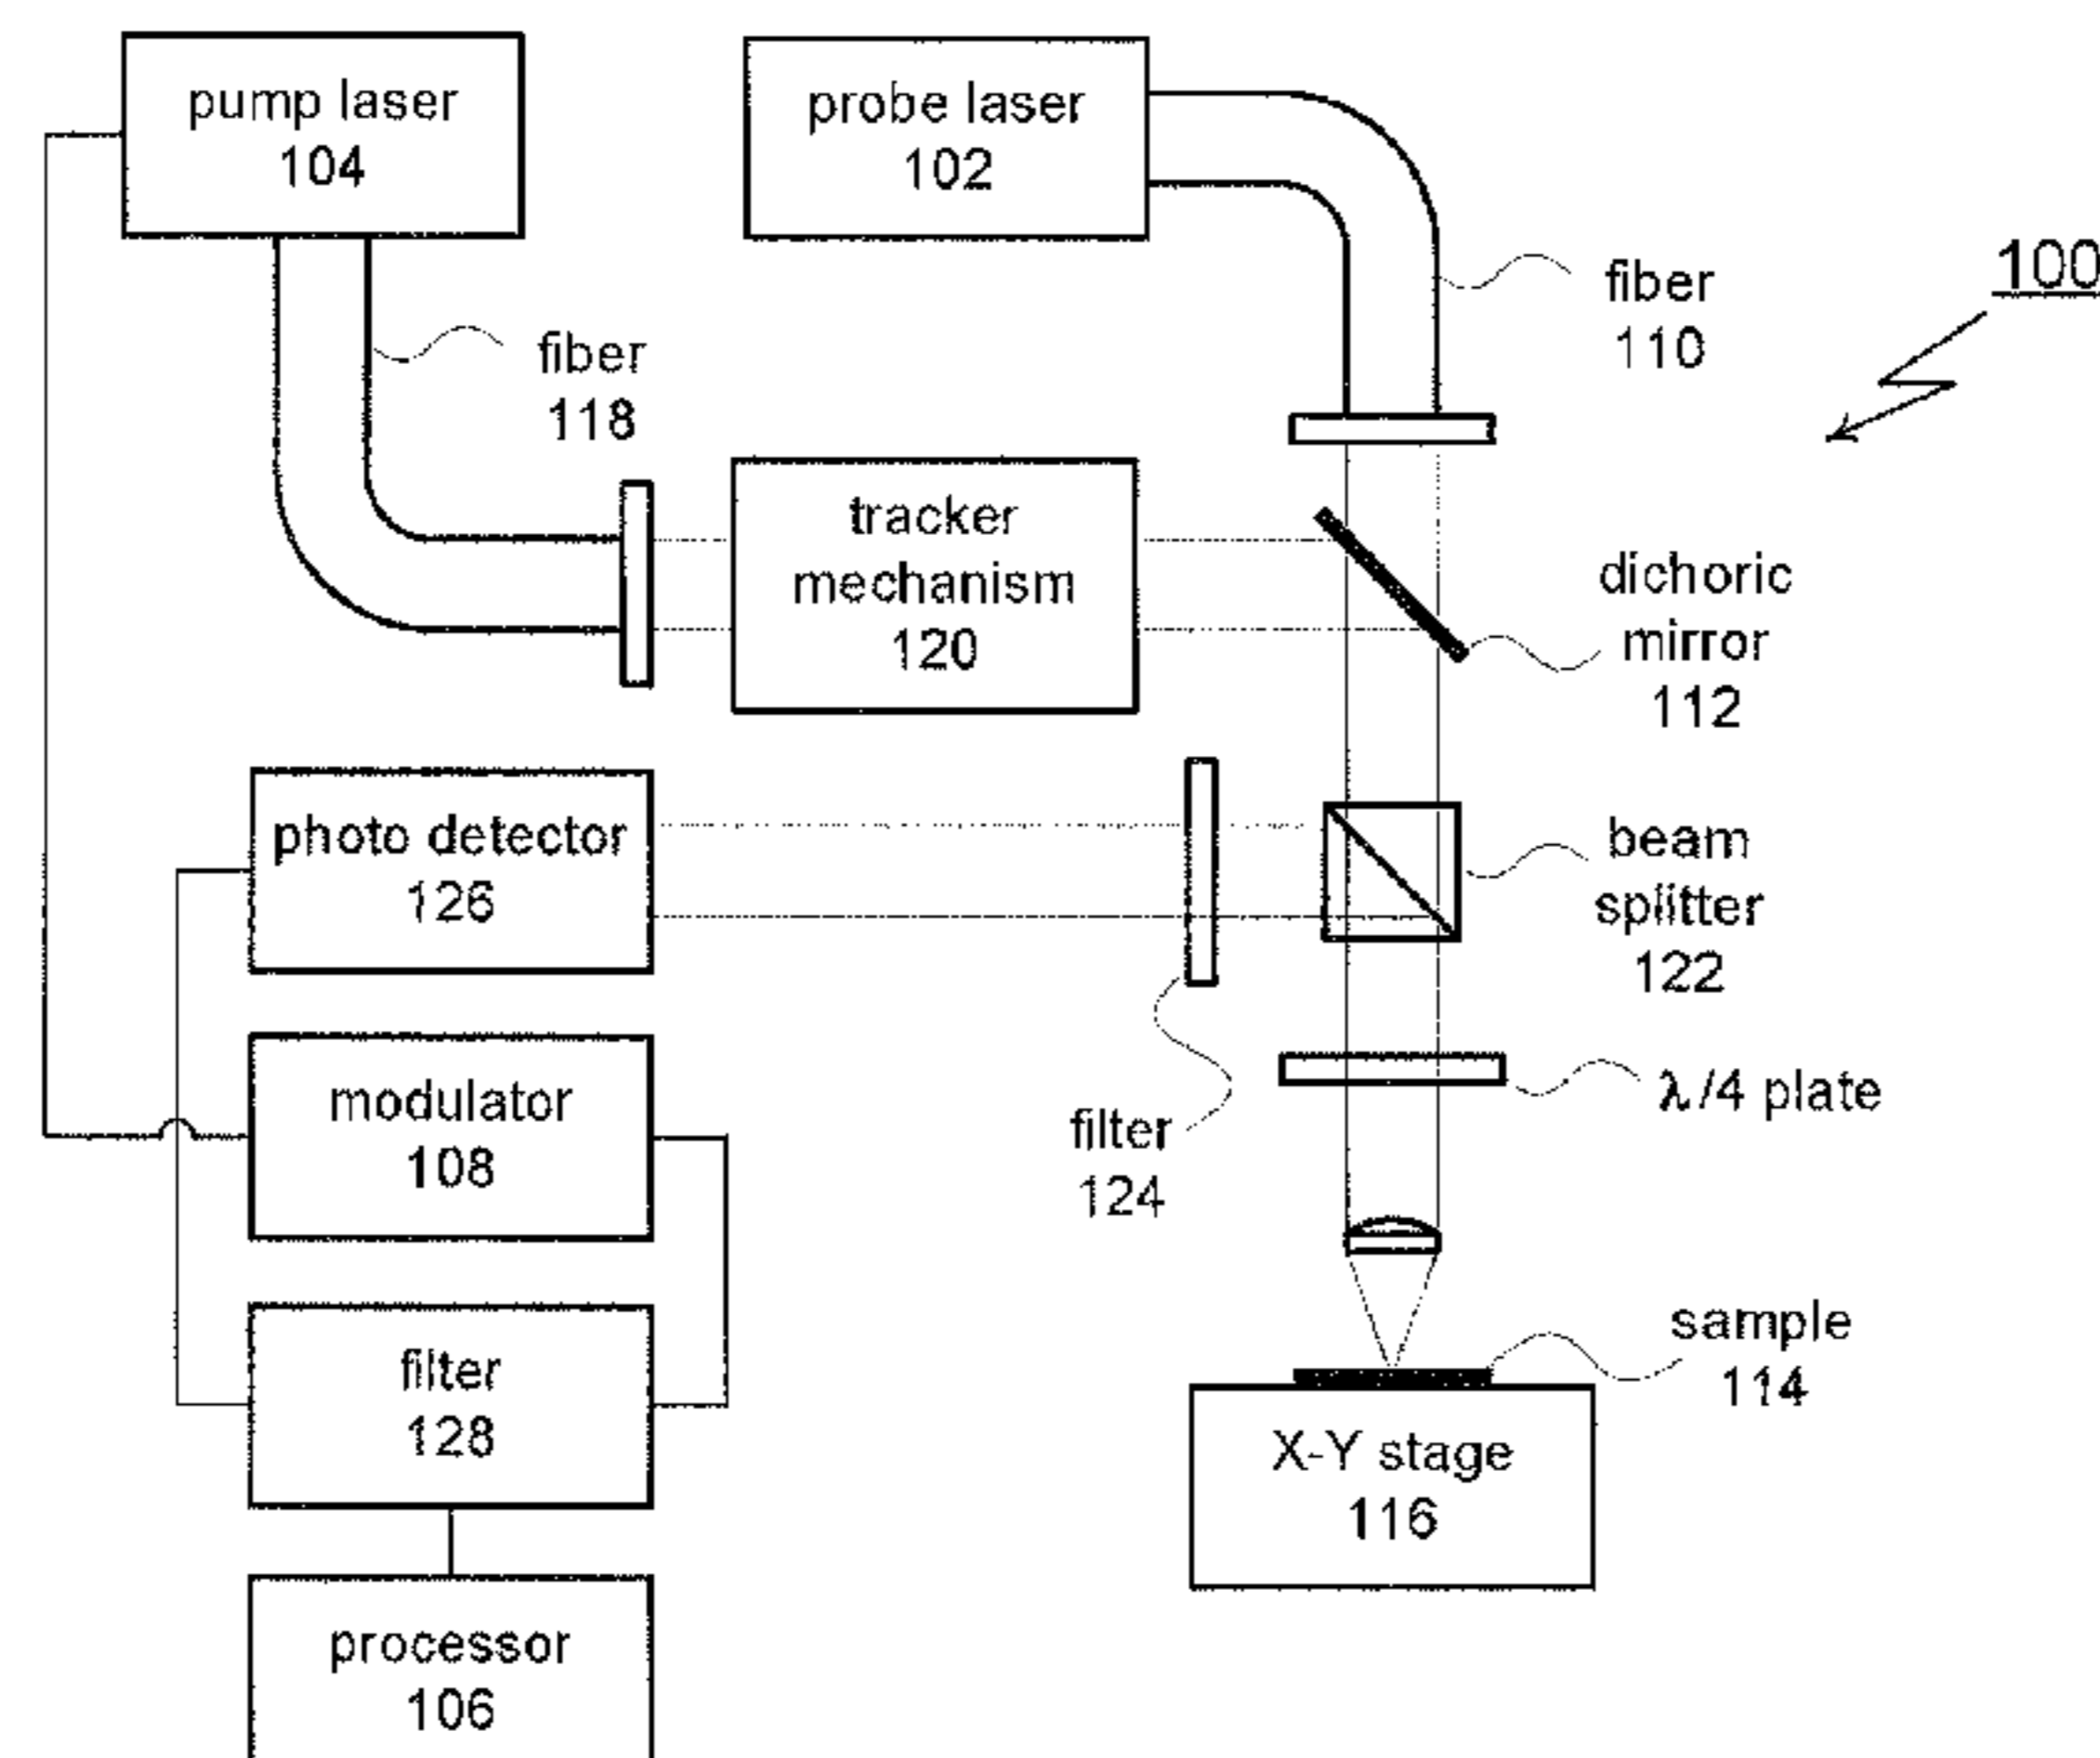 pump laser
104
probe laser
102
fiber
110
100
fiber
118
tracker
mechanism
120
dichoric
mirror
112
photo detector
126
beam
splitter
122
modulator
108
λ/4 plate
filter
124
filter
128
sample
114
X-Y stage
116
processor
106